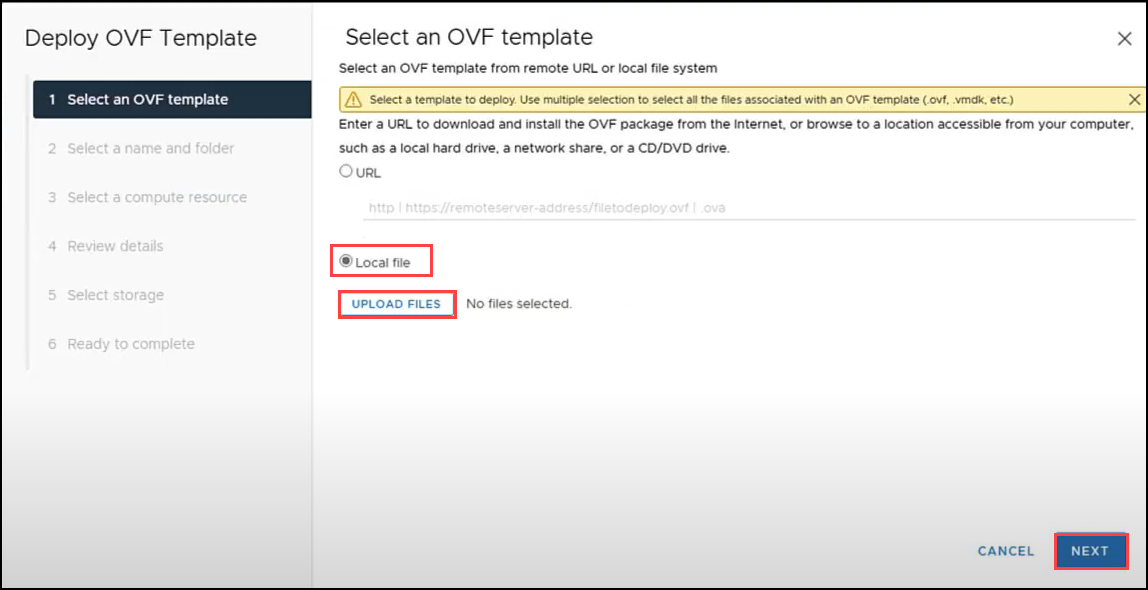 Deploy OVF Template
1 Select an OVF template
2 Select a name and folder
3 Select a compute resource
4 Review details
5 Select storage
6 Ready to complete
Select an OVF template
Select an OVF template from remote URL or local file system
Select a template to deploy. Use multiple selection to select all the files associated with an OVF template (.ovf, .vmdk, etc.)
Enter a URL to download and install the OVF package from the Internet, or browse to a location accessible from your computer,
such as a local hard drive, a network share, or a CD/DVD drive.
URL
http | https://remoteserver-address/filetodeploy.ovf | .ova
Local file
UPLOAD FILES No files selected.
CANCEL NEXT